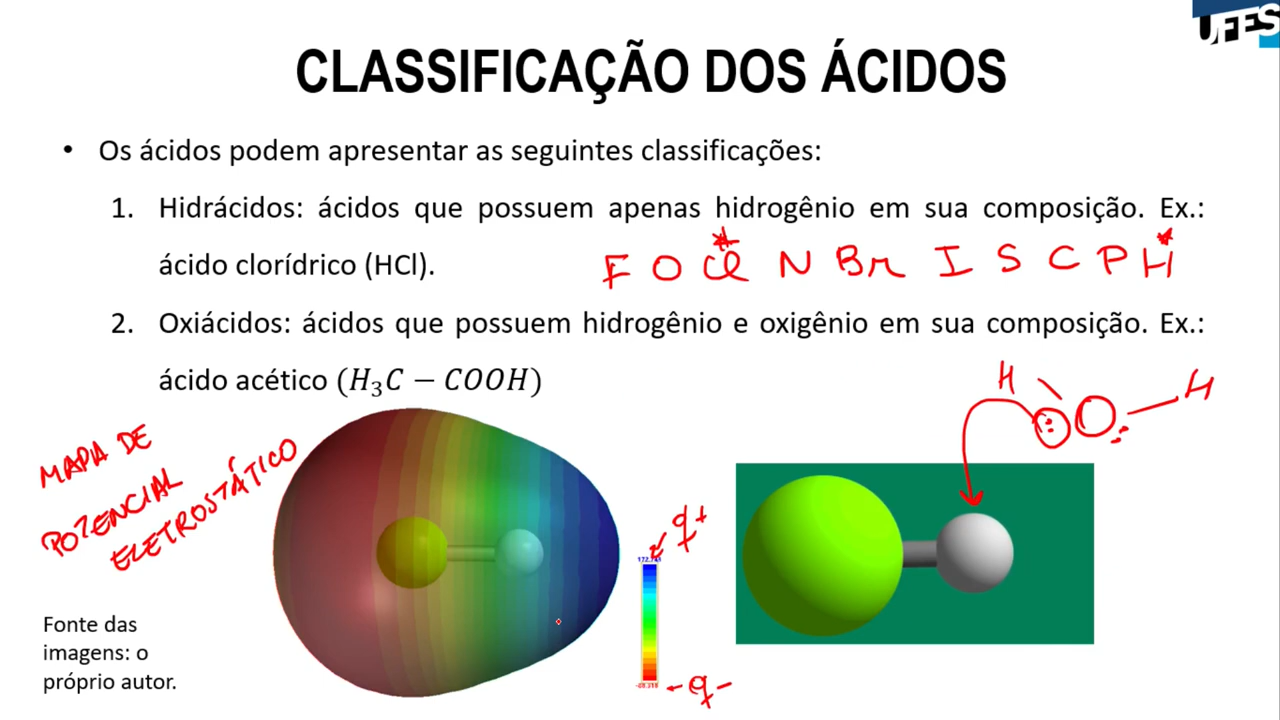 UFES
CLASSIFICAÇÃO DOS ÁCIDOS
• Os ácidos podem apresentar as seguintes classificações:
1. Hidrácidos: ácidos que possuem apenas hidrogênio em sua composição. Ex.:
ácido clorídrico (HCl).
F O Cl N Br I S C P H
2. Oxiácidos: ácidos que possuem hidrogênio e oxigênio em sua composição. Ex.:
ácido acético (H₃C − COOH)
H O H
MAPA DE
POTENCIAL
ELETROSTÁTICO
q+
-q-
Fonte das
imagens: o
próprio autor.